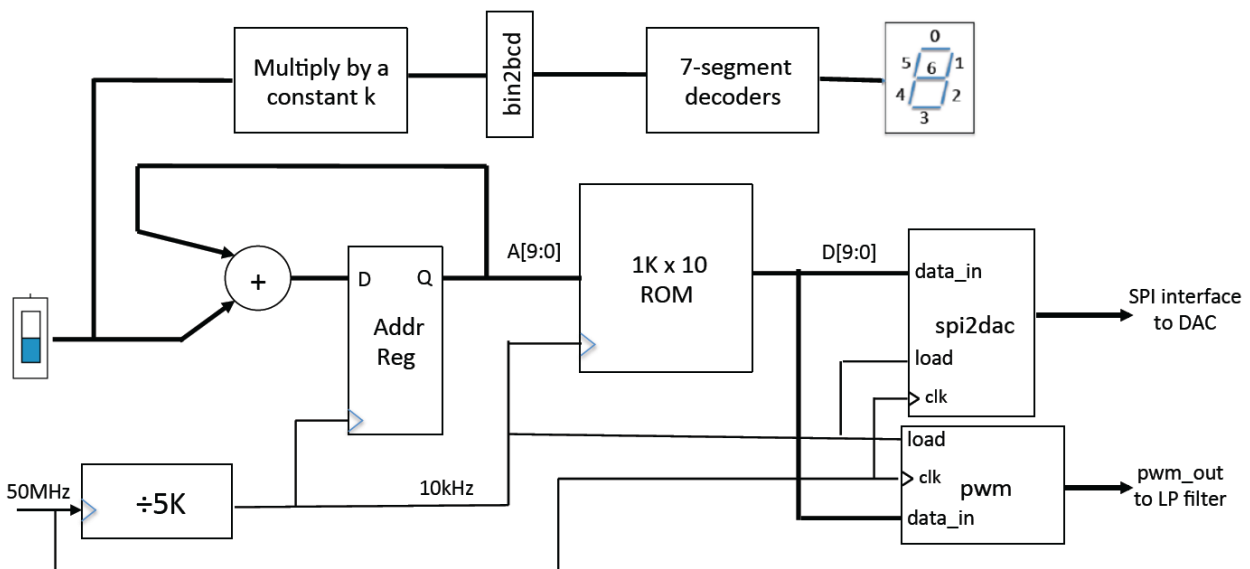 Multiply by a
constant k
bin2bcd
7-segment
decoders
0
5
6
1
4
2
3
+
D
Q
Addr
Reg
A[9:0]
1K x 10
ROM
D[9:0]
data_in
spi2dac
load
clk
SPI interface
to DAC
50MHz
÷5K
10kHz
load
clk
pwm
data_in
pwm_out
to LP filter